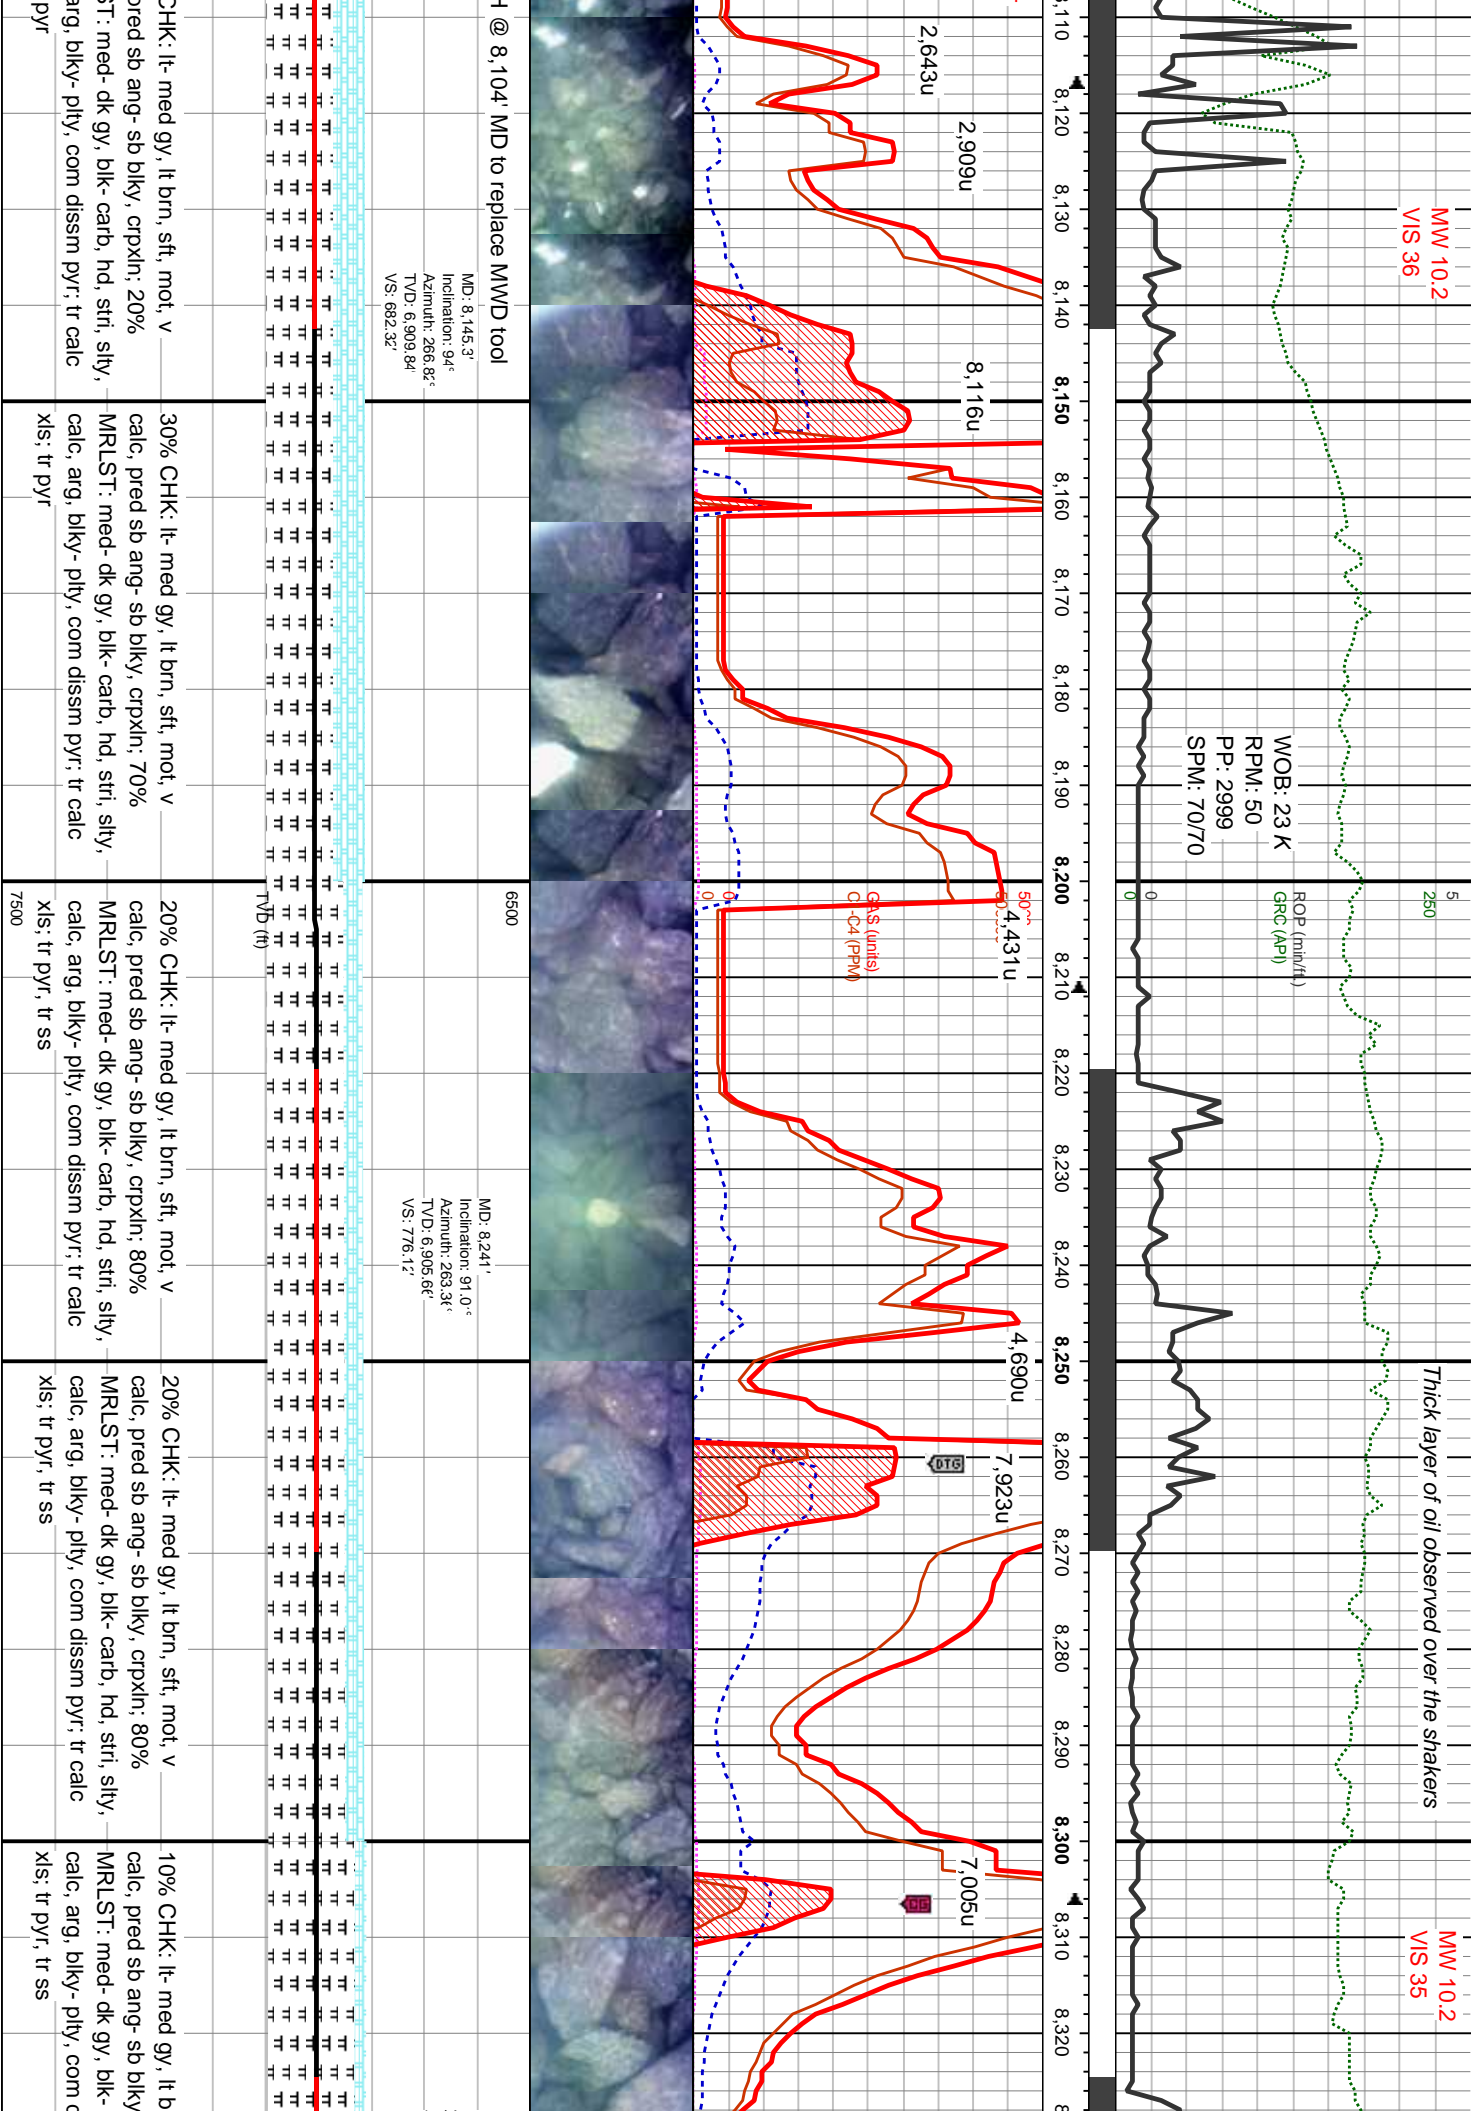 MW 10.2
VIS 36
Thick layer of oil observed over the shakers
MW 10.2
VIS 35
WOB: 23 K
RPM: 50
PP: 2999
SPM: 70/70
5
250
ROP (min/ft.)
GRC (API)
0
0
8,110
8,120
8,130
8,140
8,150
8,160
8,170
8,180
8,190
8,200
8,210
8,220
8,230
8,240
8,250
8,260
8,270
8,280
8,290
8,300
8,310
8,320
2,643u
2,909u
8,116u
4,431u
4,690u
7,923u
7,005u
DTG
CG
GAS (units)
0
0
@ 8,104' MD to replace MWD tool
MD: 8,145.3'
Inclination: 94°
Azimuth: 266.82°
TVD: 6,909.84'
VS: 682.32'
MD: 8,241'
Inclination: 91.0
Azimuth: 263.36°
TVD: 6,905.66'
VS: 776.12'
6500
TVD (ft)
7500
CHK: lt- med gy, lt brn, sft, mot, v
pred sb ang- sb blky, crpxln; 20%
ST: med- dk gy, blk- carb, hd, stri, slty,
arg, blky- plty, com dissm pyr; tr calc
pyr
30% CHK: lt- med gy, lt brn, sft, mot, v
calc, pred sb ang- sb blky, crpxln; 70%
MRLST: med- dk gy, blk- carb, hd, stri, slty,
calc, arg, blky- plty, com dissm pyr; tr calc
xls; tr pyr
20% CHK: lt- med gy, lt brn, sft, mot, v
calc, pred sb ang- sb blky, crpxln; 80%
MRLST: med- dk gy, blk- carb, hd, stri, slty,
calc, arg, blky- plty, com dissm pyr; tr calc
xls; tr pyr, tr ss
20% CHK: lt- med gy, lt brn, sft, mot, v
calc, pred sb ang- sb blky, crpxln; 80%
MRLST: med- dk gy, blk- carb, hd, stri, slty,
calc, arg, blky- plty, com dissm pyr; tr calc
xls; tr pyr, tr ss
10% CHK: lt- med gy, lt b
calc, pred sb ang- sb blky
MRLST: med- dk gy, blk-
calc, arg, blky- plty, com
xls; tr pyr, tr ss